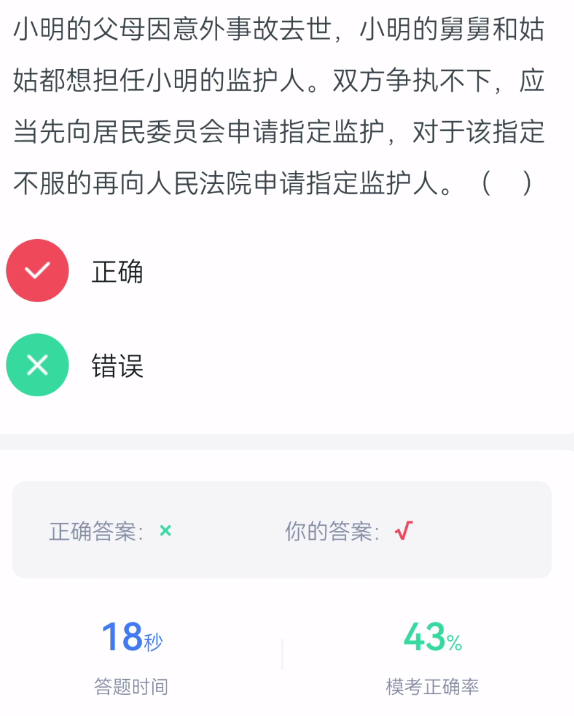 小明的父母因意外事故去世，小明的舅舅和姑
姑都想担任小明的监护人。双方争执不下，应
当先向居民委员会申请指定监护，对于该指定
不服的再向人民法院申请指定监护人。（ ）
正确
错误
正确答案：× 你的答案：√
18秒 43%
答题时间 模考正确率